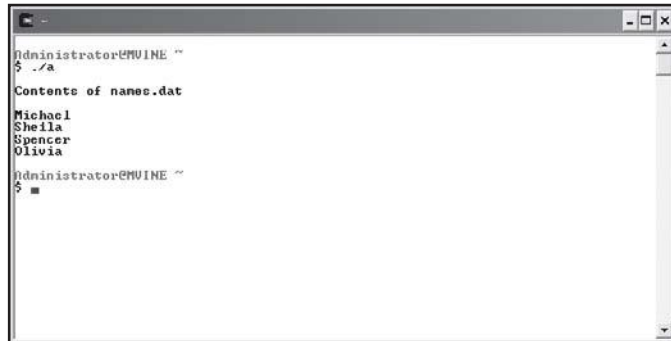 ~
Administrator@MVINE ~
$ ./a
Contents of names.dat
Michael
Sheila
Spencer
Olivia
Administrator@MVINE ~
$